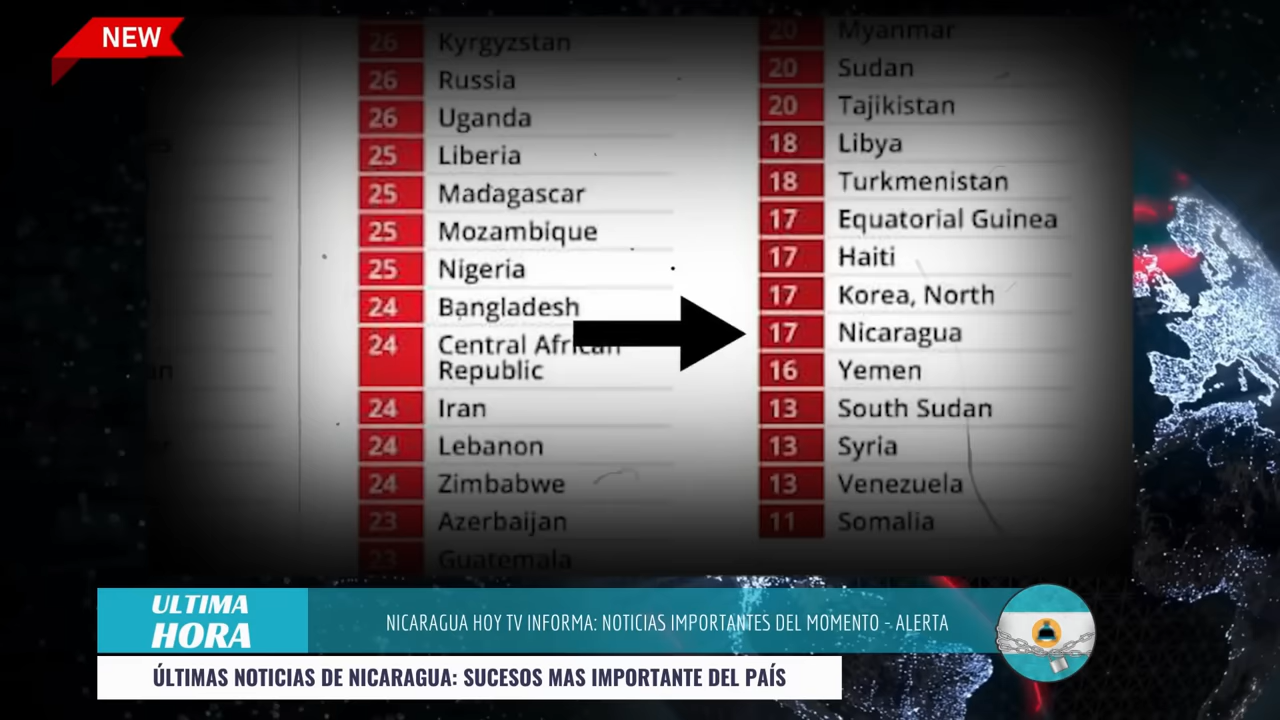 NEW
26 Kyrgyzstan
26 Russia
26 Uganda
25 Liberia
25 Madagascar
25 Mozambique
25 Nigeria
24 Bangladesh
24 Central African
Republic
24 Iran
24 Lebanon
24 Zimbabwe
23 Azerbaijan
23 Guatemala
20 Myanmar
20 Sudan
20 Tajikistan
18 Libya
18 Turkmenistan
17 Equatorial Guinea
17 Haiti
17 Korea, North
17 Nicaragua
16 Yemen
13 South Sudan
13 Syria
13 Venezuela
11 Somalia
ULTIMA
HORA
NICARAGUA HOY TV INFORMA: NOTICIAS IMPORTANTES DEL MOMENTO - ALERTA
ÚLTIMAS NOTICIAS DE NICARAGUA: SUCESOS MAS IMPORTANTE DEL PAÍS